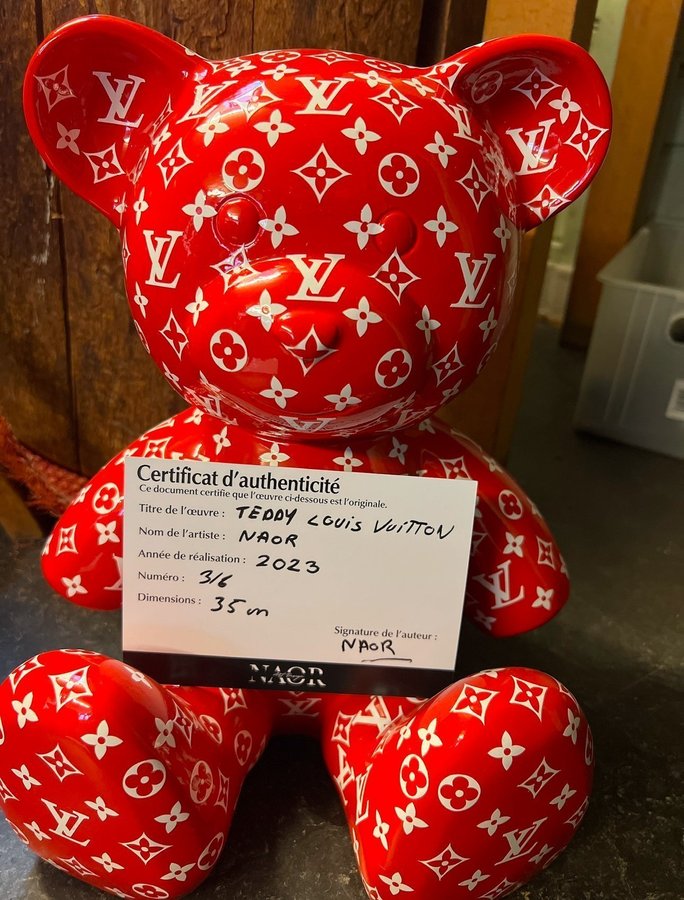 Certificat d'authenticité
Ce document certifie que l'œuvre ci-dessous est l'originale.
Titre de l'œuvre : TEDDY LOUIS VUITTON
Nom de l'artiste : NAOR
Année de réalisation : 2023
Numéro : 3/6
Dimensions : 35 cm
Signature de l'auteur :
NAOR
NAOR